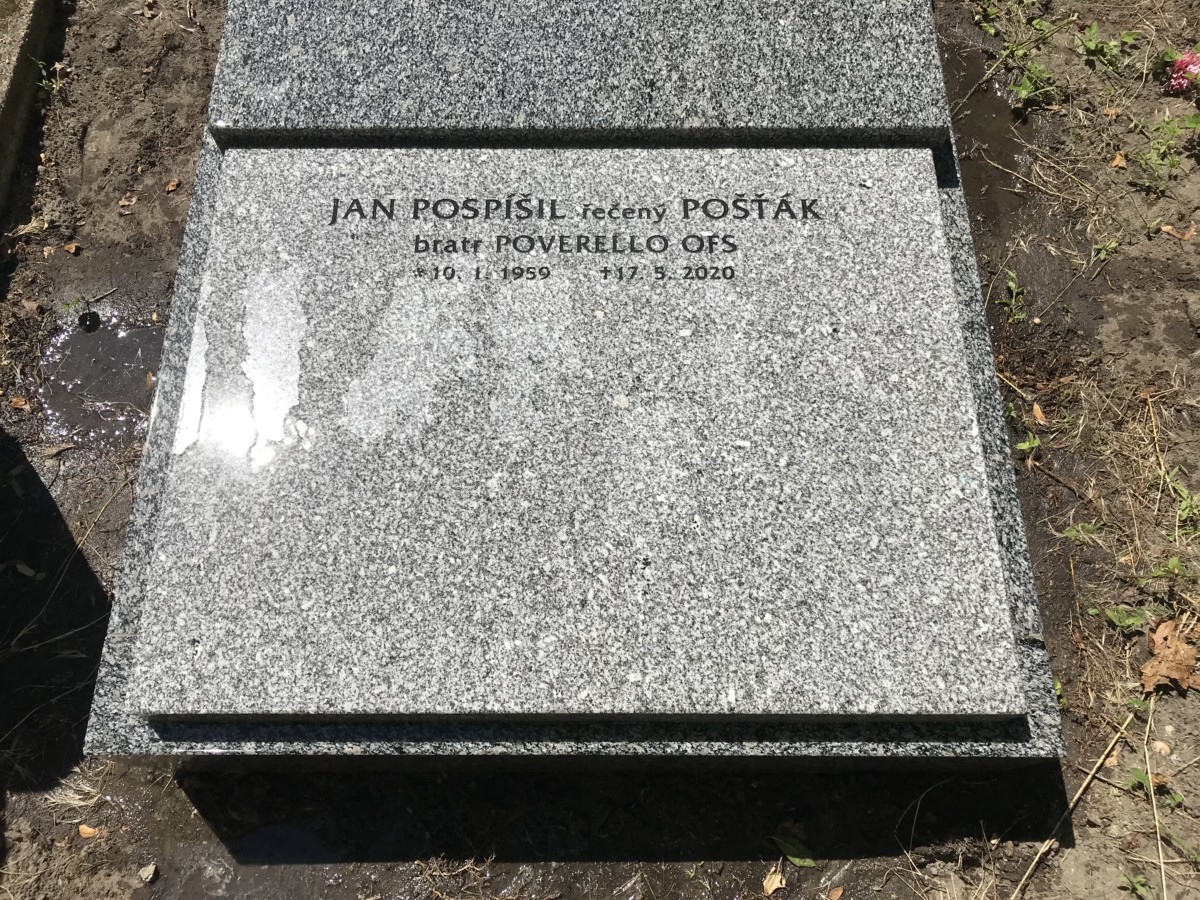 JAN POSPÍŠIL řečený POŠŤÁK
bratr POVERELLO OFS
* 10. 1. 1959 † 17. 5. 2020